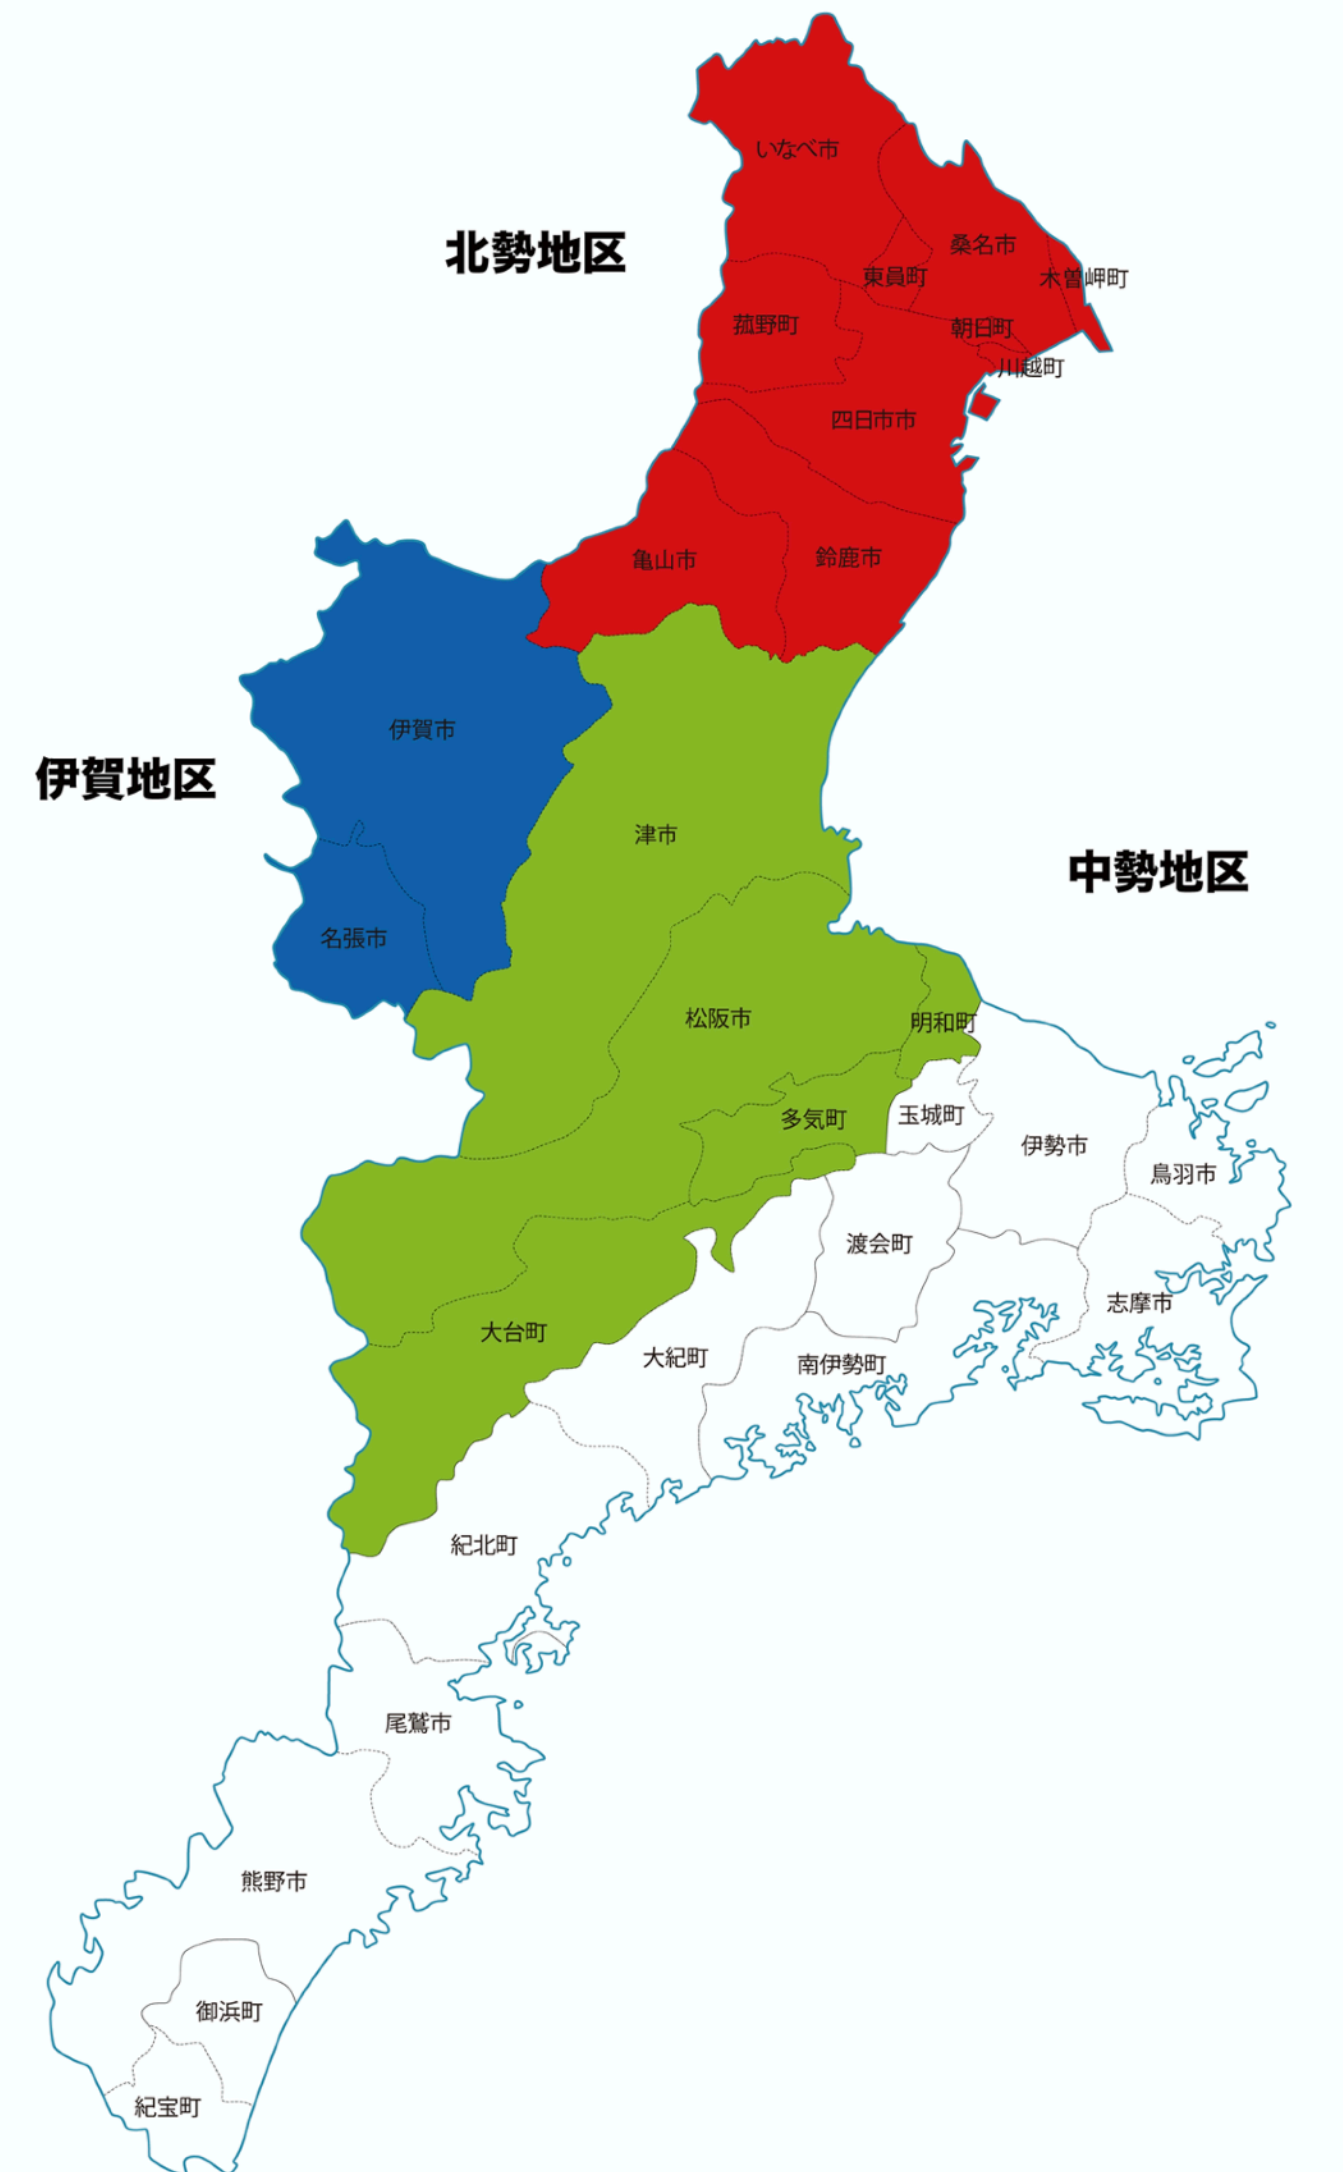 いなべ市
北勢地区
桑名市
東員町
木曽岬町
菰野町
朝日町
川越町
四日市市
亀山市
鈴鹿市
伊賀市
伊賀地区
津市
中勢地区
名張市
松阪市
明和町
多気町
玉城町
伊勢市
鳥羽市
渡会町
志摩市
大台町
大紀町
南伊勢町
紀北町
尾鷲市
熊野市
御浜町
紀宝町